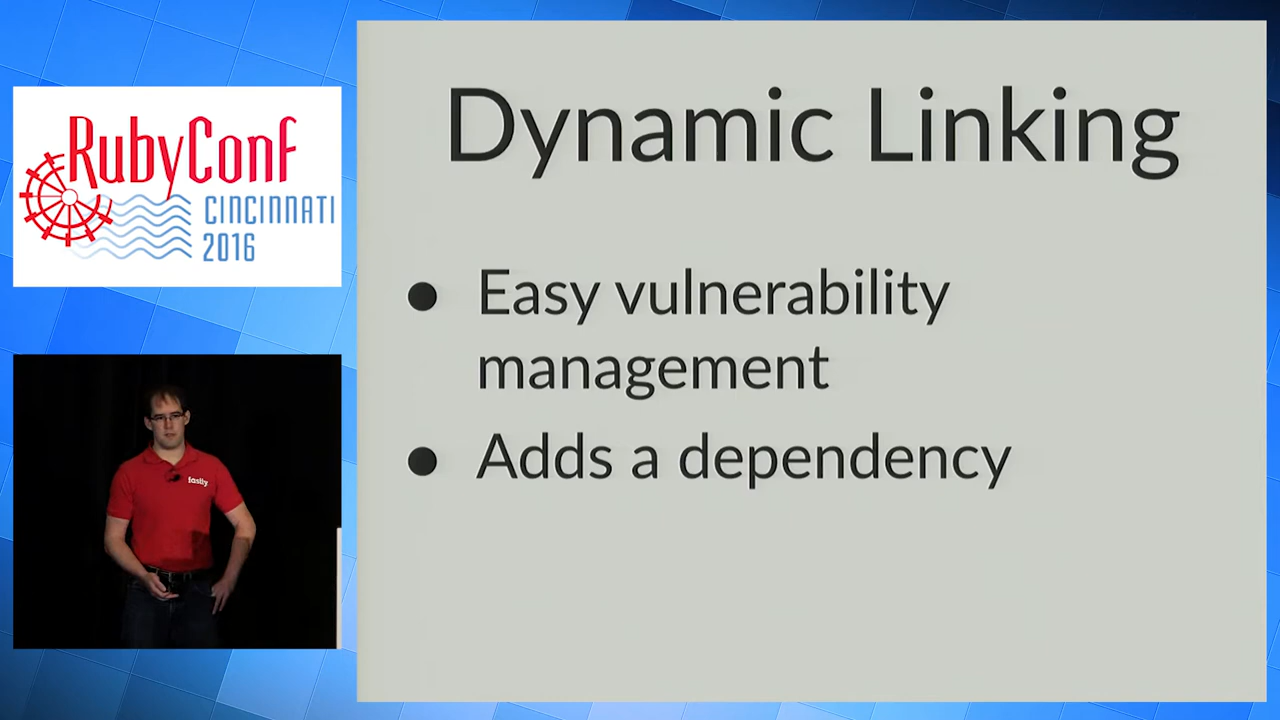 RubyConf
CINCINNATI
2016
fastly
Dynamic Linking
● Easy vulnerability
management
● Adds a dependency